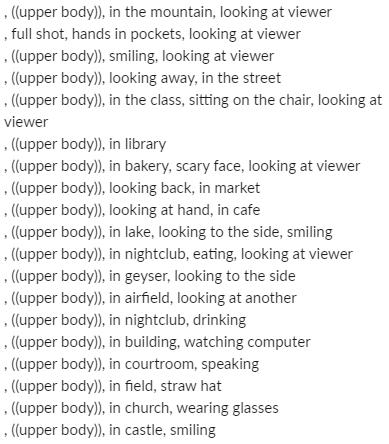 , ((upper body)), in the mountain, looking at viewer
, full shot, hands in pockets, looking at viewer
, ((upper body)), smiling, looking at viewer
, ((upper body)), looking away, in the street
, ((upper body)), in the class, sitting on the chair, looking at
viewer
, ((upper body)), in library
, ((upper body)), in bakery, scary face, looking at viewer
, ((upper body)), looking back, in market
, ((upper body)), looking at hand, in cafe
, ((upper body)), in lake, looking to the side, smiling
, ((upper body)), in nightclub, eating, looking at viewer
, ((upper body)), in geyser, looking to the side
, ((upper body)), in airfield, looking at another
, ((upper body)), in nightclub, drinking
, ((upper body)), in building, watching computer
, ((upper body)), in courtroom, speaking
, ((upper body)), in field, straw hat
, ((upper body)), in church, wearing glasses
, ((upper body)), in castle, smiling